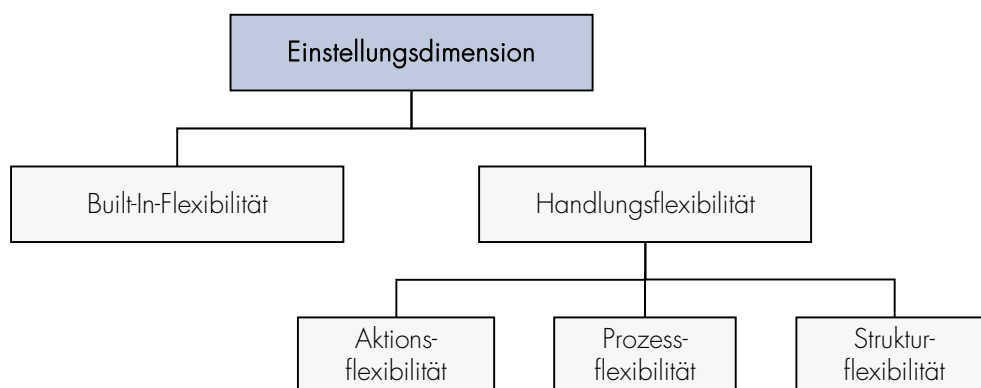 Einstellungsdimension
Built-In-Flexibilität
Handlungsflexibilität
Aktions-
flexibilität
Prozess-
flexibilität
Struktur-
flexibilität